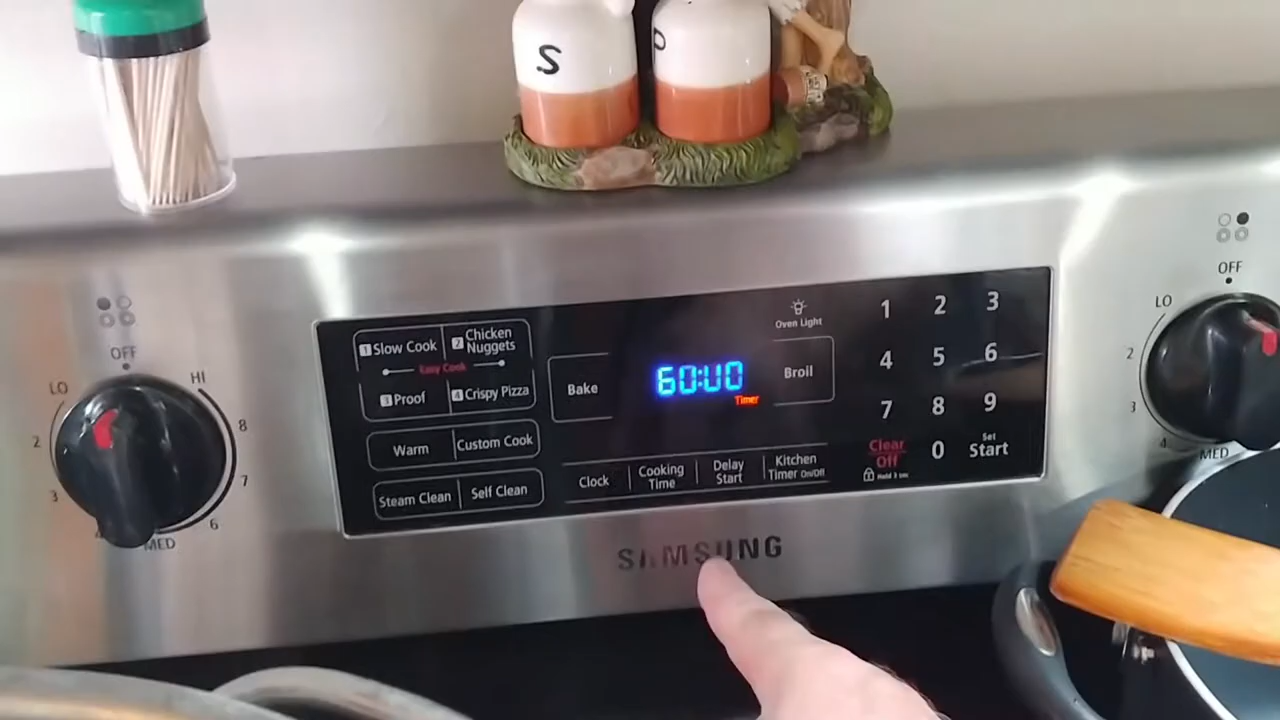 S P
OFF
LO HI
2 8
3 7
6
MED
1 Slow Cook 2 Chicken Nuggets
Easy Cook
3 Proof 4 Crispy Pizza
Warm Custom Cook
Steam Clean Self Clean
Bake
60:00
Timer
Oven Light
Broil
Clock Cooking Time Delay Start Kitchen Timer On/Off
1 2 3
4 5 6
7 8 9
Clear Off 0 Set Start
Hold 3 sec
SAMSUNG
OFF
LO
2
3
4
MED